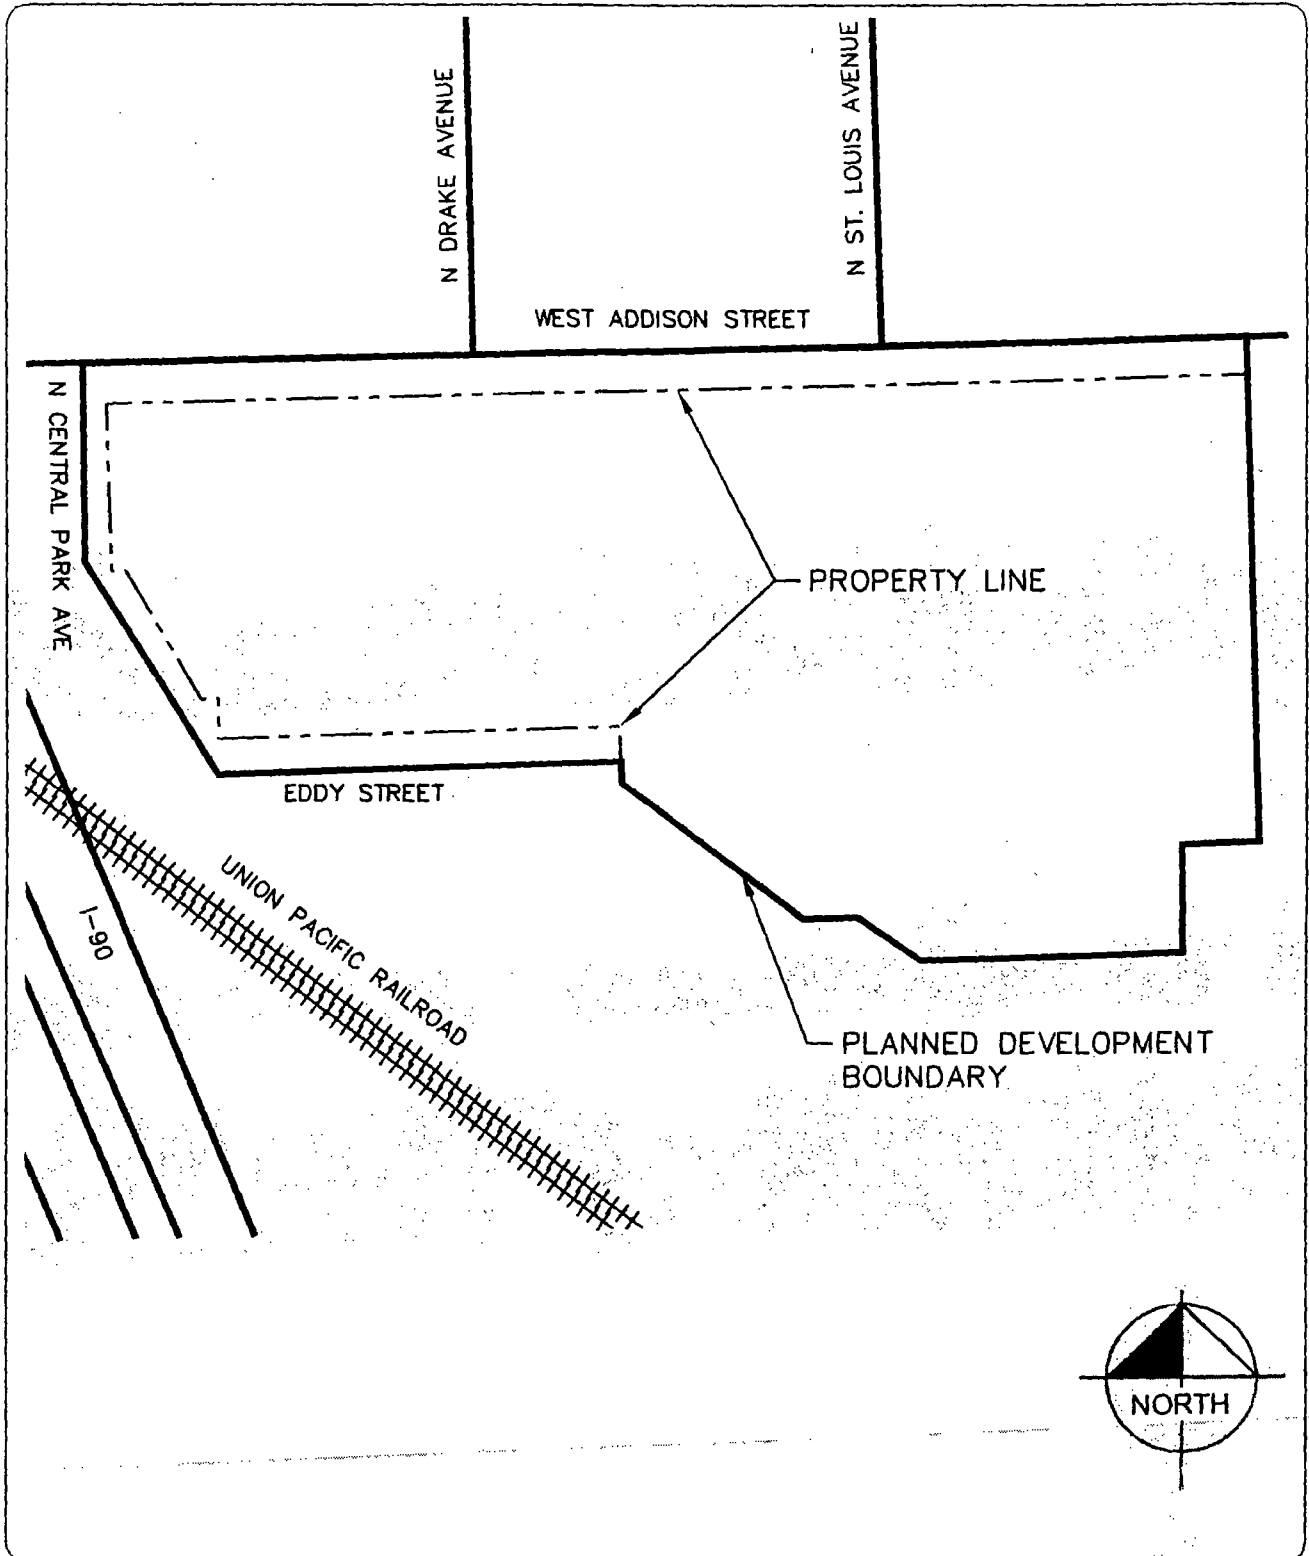 N DRAKE AVENUE
N ST. LOUIS AVENUE
WEST ADDISON STREET
N CENTRAL PARK AVE
PROPERTY LINE
EDDY STREET
UNION PACIFIC RAILROAD
I-90
PLANNED DEVELOPMENT
BOUNDARY
NORTH